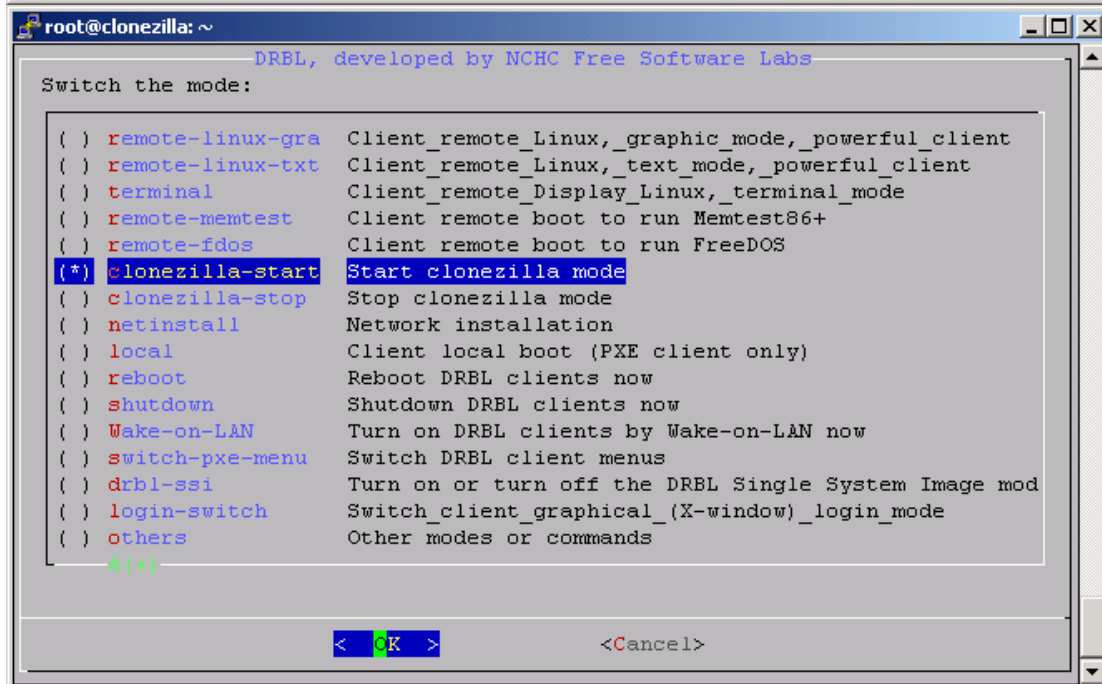 root@clonezilla: ~
DRBL, developed by NCHC Free Software Labs
Switch the mode:
( ) remote-linux-gra Client_remote_Linux,_graphic_mode,_powerful_client
( ) remote-linux-txt Client_remote_Linux,_text_mode,_powerful_client
( ) terminal Client_remote_Display_Linux,_terminal_mode
( ) remote-memtest Client remote boot to run Memtest86+
( ) remote-fdos Client remote boot to run FreeDOS
(*) clonezilla-start Start clonezilla mode
( ) clonezilla-stop Stop clonezilla mode
( ) netinstall Network installation
( ) local Client local boot (PXE client only)
( ) reboot Reboot DRBL clients now
( ) shutdown Shutdown DRBL clients now
( ) Wake-on-LAN Turn on DRBL clients by Wake-on-LAN now
( ) switch-pxe-menu Switch DRBL client menus
( ) drbl-ssi Turn on or turn off the DRBL Single System Image mod
( ) login-switch Switch_client_graphical_(X-window)_login_mode
( ) others Other modes or commands
(+)
< OK > <Cancel>